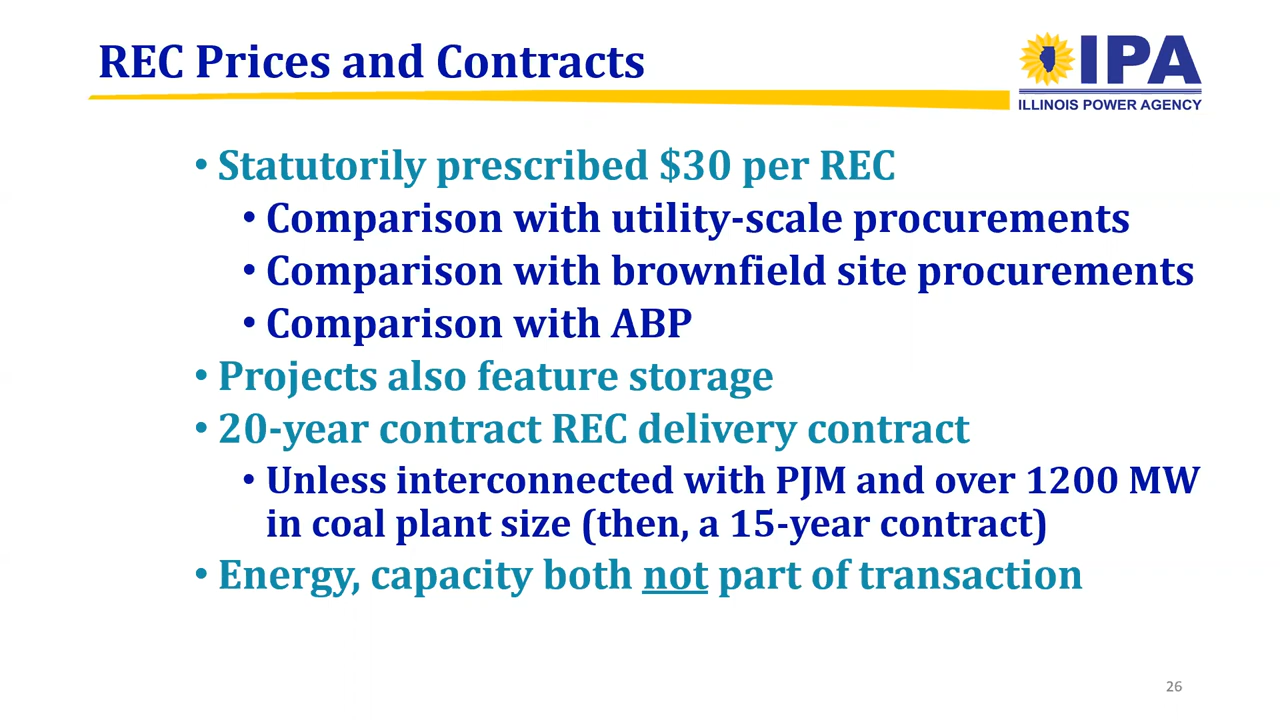 REC Prices and Contracts
IPA
ILLINOIS POWER AGENCY
• Statutorily prescribed $30 per REC
• Comparison with utility-scale procurements
• Comparison with brownfield site procurements
• Comparison with ABP
• Projects also feature storage
• 20-year contract REC delivery contract
• Unless interconnected with PJM and over 1200 MW
in coal plant size (then, a 15-year contract)
• Energy, capacity both not part of transaction
26